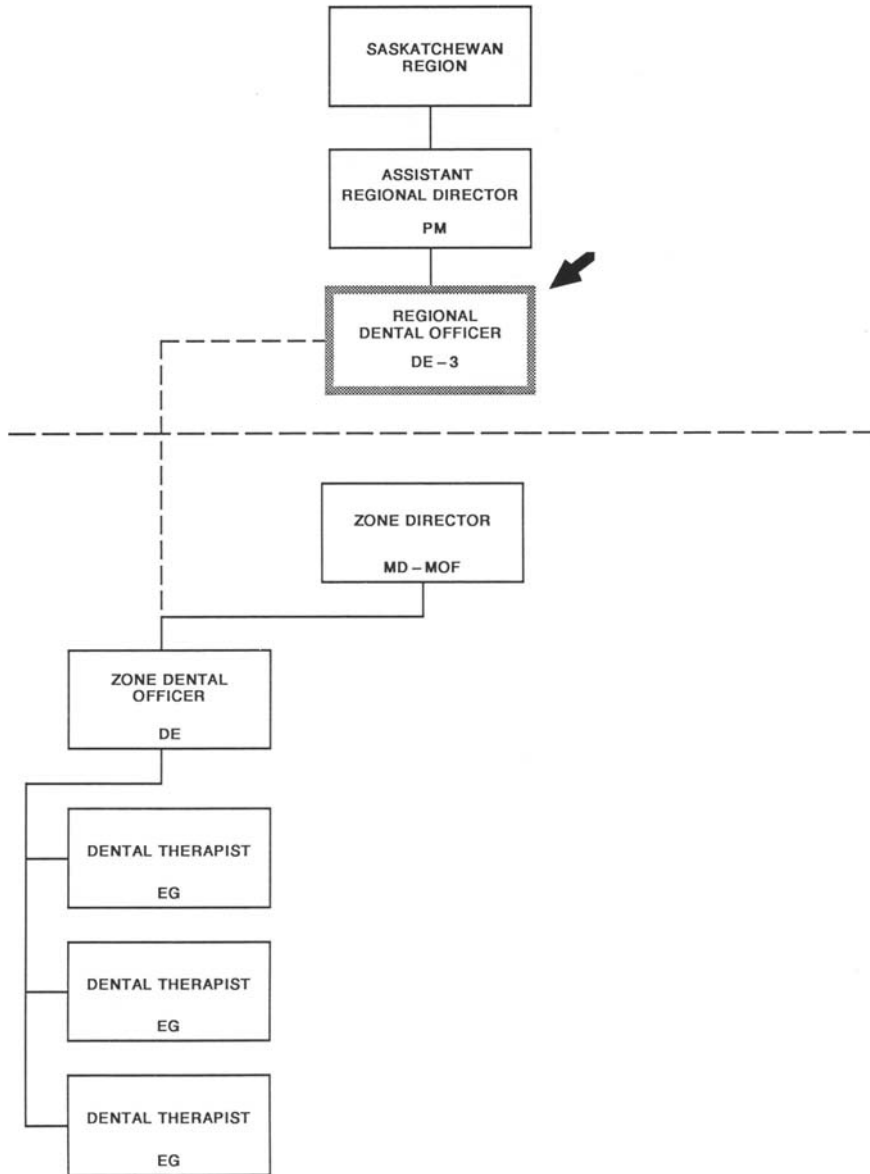 SASKATCHEWAN
REGION
ASSISTANT
REGIONAL DIRECTOR
PM
REGIONAL
DENTAL OFFICER
DE-3
ZONE DIRECTOR
MD-MOF
ZONE DENTAL
OFFICER
DE
DENTAL THERAPIST
EG
DENTAL THERAPIST
EG
DENTAL THERAPIST
EG